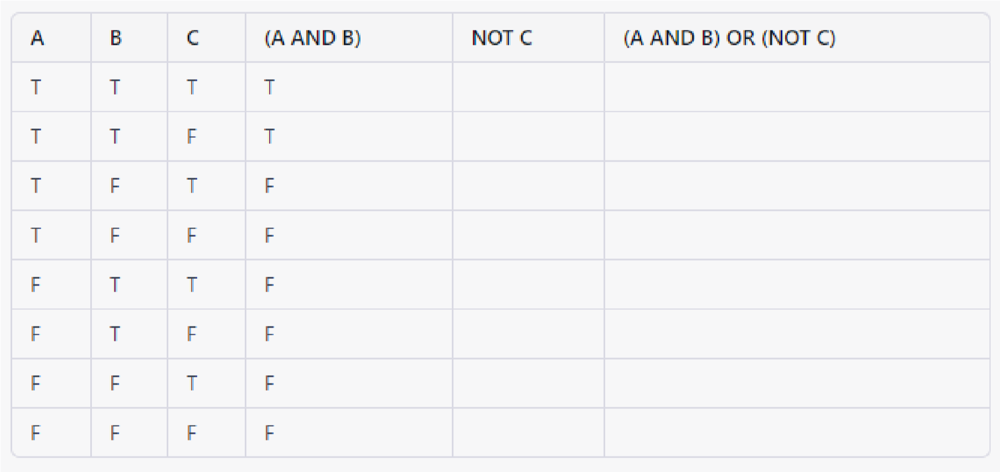 A B C (A AND B) NOT C (A AND B) OR (NOT C)
T T T T
T T F T
T F T F
T F F F
F T T F
F T F F
F F T F
F F F F